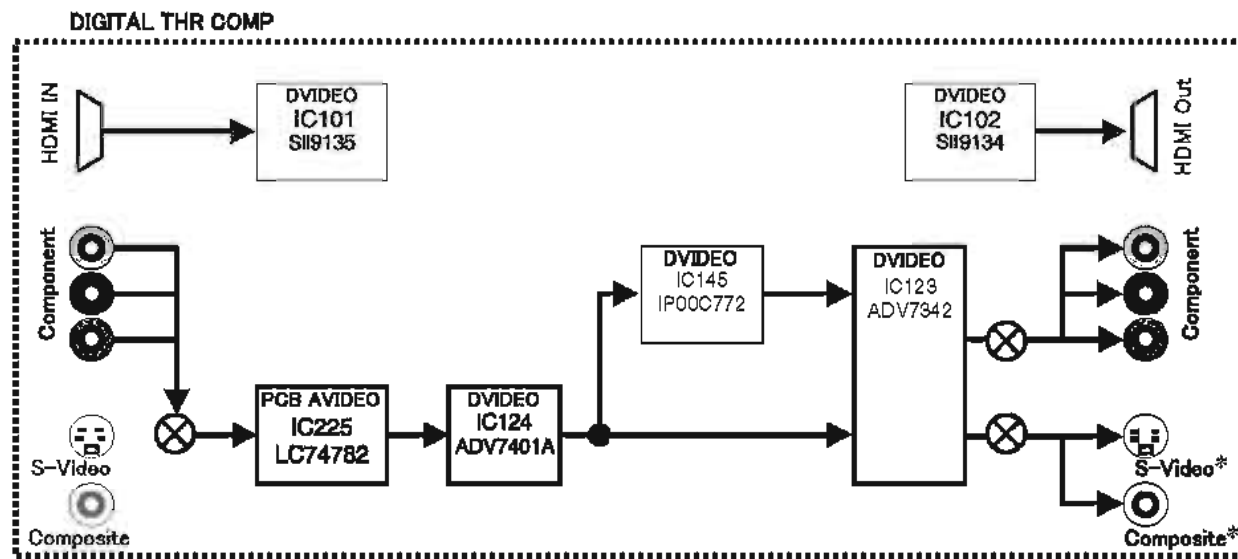 DIGITAL THR COMP
HDMI IN
DVIDEO
IC101
SII9135
DVIDEO
IC102
SII9134
HDMI Out
Component
DVIDEO
IC145
IP00C772
DVIDEO
IC123
ADV7342
Component
PCB AVIDEO
IC225
LC74782
DVIDEO
IC124
ADV7401A
S-Video
S-Video*
Composite
Composite*